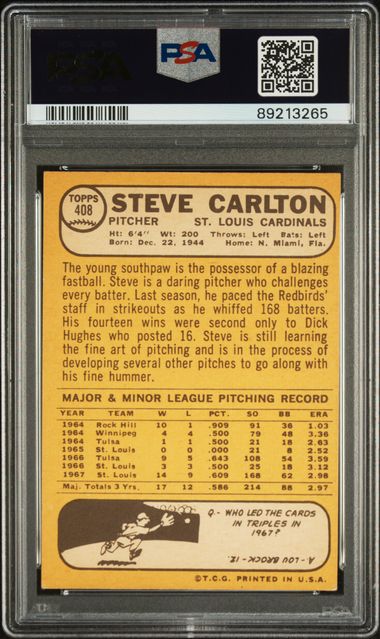 PSA
PSA
89213265
TOPPS
408
STEVE CARLTON
PITCHER ST. LOUIS CARDINALS
Ht: 6'4" Wt: 200 Throws: Left Bats: Left
Born: Dec. 22, 1944 Home: N. Miami, Fla.
The young southpaw is the possessor of a blazing
fastball. Steve is a daring pitcher who challenges
every batter. Last season, he paced the Redbirds'
staff in strikeouts as he whiffed 168 batters.
His fourteen wins were second only to Dick
Hughes who posted 16. Steve is still learning
the fine art of pitching and is in the process of
developing several other pitches to go along with
his fine hummer.
MAJOR & MINOR LEAGUE PITCHING RECORD
YEAR TEAM W L PCT. SO BB ERA
1964 Rock Hill 10 1 .909 91 36 1.03
1964 Winnipeg 4 4 .500 79 48 3.36
1964 Tulsa 1 1 .500 21 18 2.63
1965 St. Louis 0 0 .000 21 8 2.52
1966 Tulsa 9 5 .643 108 54 3.59
1966 St. Louis 3 3 .500 25 18 3.12
1967 St. Louis 14 9 .609 168 62 2.98
Maj. Totals 3 Yrs. 17 12 .586 214 88 2.97
Q - WHO LED THE CARDS
IN TRIPLES IN
1967?
A - LOU BROCK - 12.
© T.C.G. PRINTED IN U.S.A.